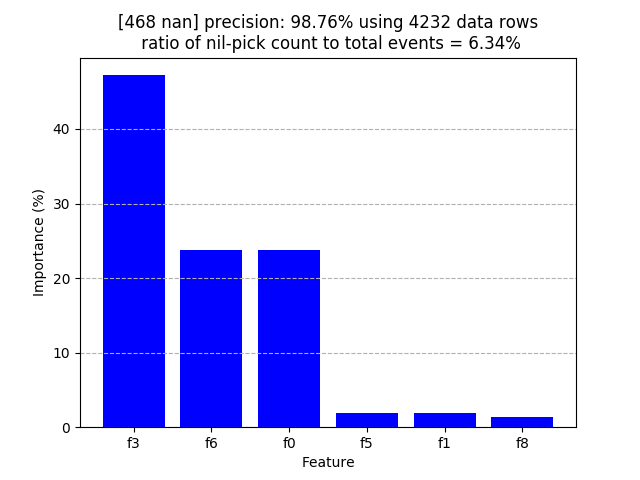 [468 nan] precision: 98.76% using 4232 data rows
ratio of nil-pick count to total events = 6.34%
40
30
20
10
0
Importance (%)
f3 f6 f0 f5 f1 f8
Feature